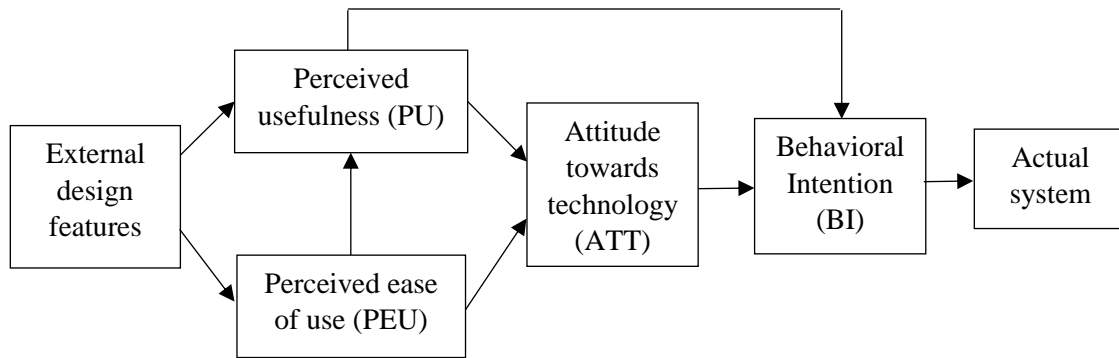 External
design
features
Perceived
usefulness (PU)
Perceived ease
of use (PEU)
Attitude
towards
technology
(ATT)
Behavioral
Intention
(BI)
Actual
system